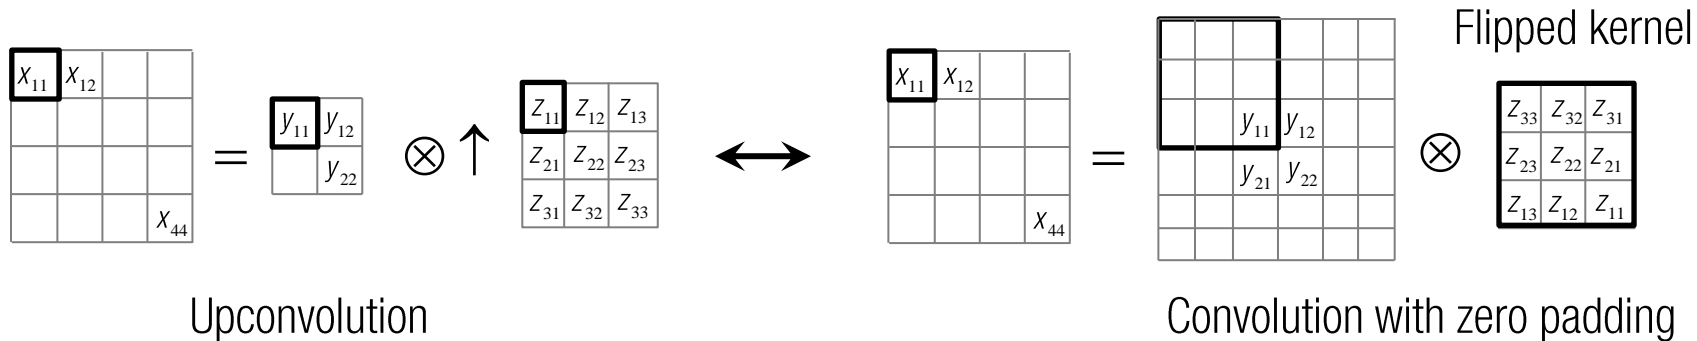 Flipped kernel
x₁₁ x₁₂
x₄₄
=
y₁₁ y₁₂
y₂₂
⊗ ↑
z₁₁ z₁₂ z₁₃
z₂₁ z₂₂ z₂₃
z₃₁ z₃₂ z₃₃
↔
x₁₁ x₁₂
x₄₄
=
y₁₁ y₁₂
y₂₁ y₂₂
⊗
z₃₃ z₃₂ z₃₁
z₂₃ z₂₂ z₂₁
z₁₃ z₁₂ z₁₁
Upconvolution
Convolution with zero padding